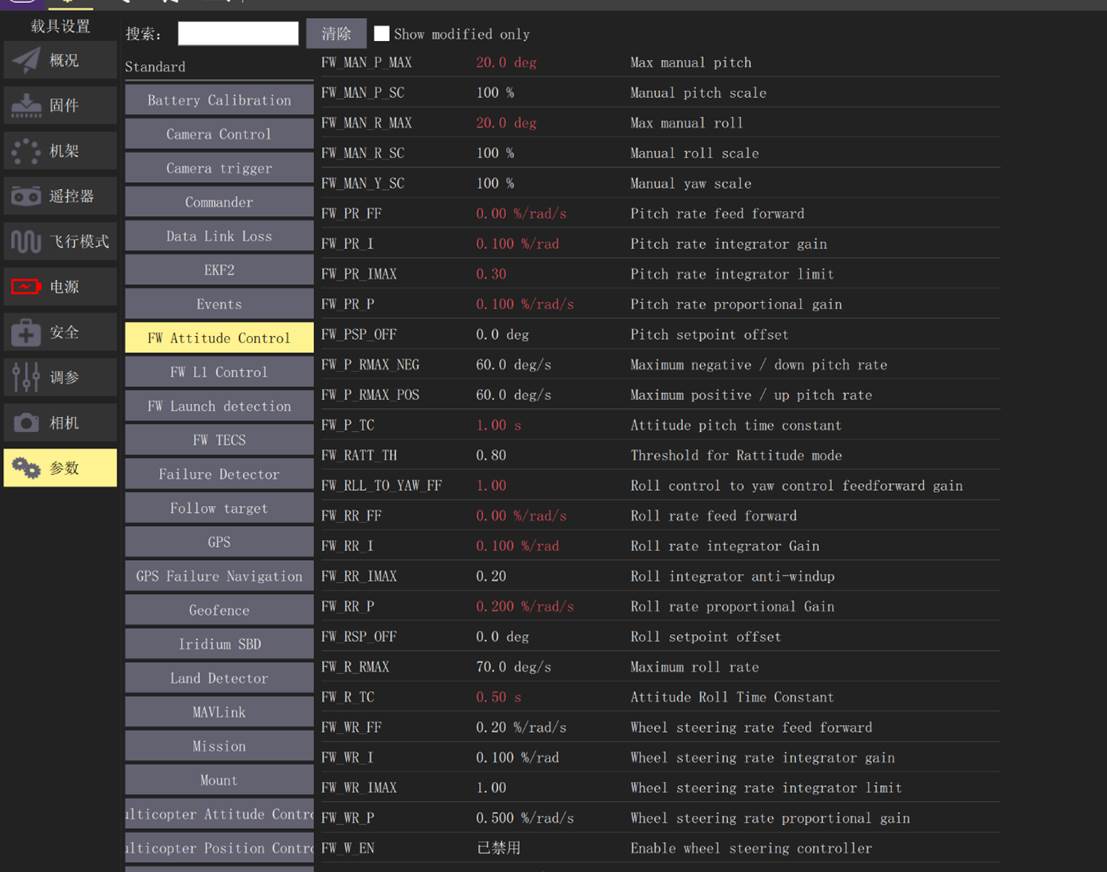 载具设置
概况
固件
机架
遥控器
飞行模式
电源
安全
调参
相机
参数
搜索：
清除
Show modified only
Standard
Battery Calibration
Camera Control
Camera trigger
Commander
Data Link Loss
EKF2
Events
FW Attitude Control
FW L1 Control
FW Launch detection
FW TECS
Failure Detector
Follow target
GPS
GPS Failure Navigation
Geofence
Iridium SBD
Land Detector
MAVLink
Mission
Mount
ulticopter Attitude Contro
ulticopter Position Contro
FW_MAN_P_MAX 20.0 deg Max manual pitch
FW_MAN_P_SC 100 % Manual pitch scale
FW_MAN_R_MAX 20.0 deg Max manual roll
FW_MAN_R_SC 100 % Manual roll scale
FW_MAN_Y_SC 100 % Manual yaw scale
FW_PR_FF 0.00 %/rad/s Pitch rate feed forward
FW_PR_I 0.100 %/rad Pitch rate integrator gain
FW_PR_IMAX 0.30 Pitch rate integrator limit
FW_PR_P 0.100 %/rad/s Pitch rate proportional gain
FW_PSP_OFF 0.0 deg Pitch setpoint offset
FW_P_RMAX_NEG 60.0 deg/s Maximum negative / down pitch rate
FW_P_RMAX_POS 60.0 deg/s Maximum positive / up pitch rate
FW_P_TC 1.00 s Attitude pitch time constant
FW_RATT_TH 0.80 Threshold for Rattitude mode
FW_RLL_TO_YAW_FF 1.00 Roll control to yaw control feedforward gain
FW_RR_FF 0.00 %/rad/s Roll rate feed forward
FW_RR_I 0.100 %/rad Roll rate integrator Gain
FW_RR_IMAX 0.20 Roll integrator anti-windup
FW_RR_P 0.200 %/rad/s Roll rate proportional Gain
FW_RSP_OFF 0.0 deg Roll setpoint offset
FW_R_RMAX 70.0 deg/s Maximum roll rate
FW_R_TC 0.50 s Attitude Roll Time Constant
FW_WR_FF 0.20 %/rad/s Wheel steering rate feed forward
FW_WR_I 0.100 %/rad Wheel steering rate integrator gain
FW_WR_IMAX 1.00 Wheel steering rate integrator limit
FW_WR_P 0.500 %/rad/s Wheel steering rate proportional gain
FW_W_EN 已禁用 Enable wheel steering controller